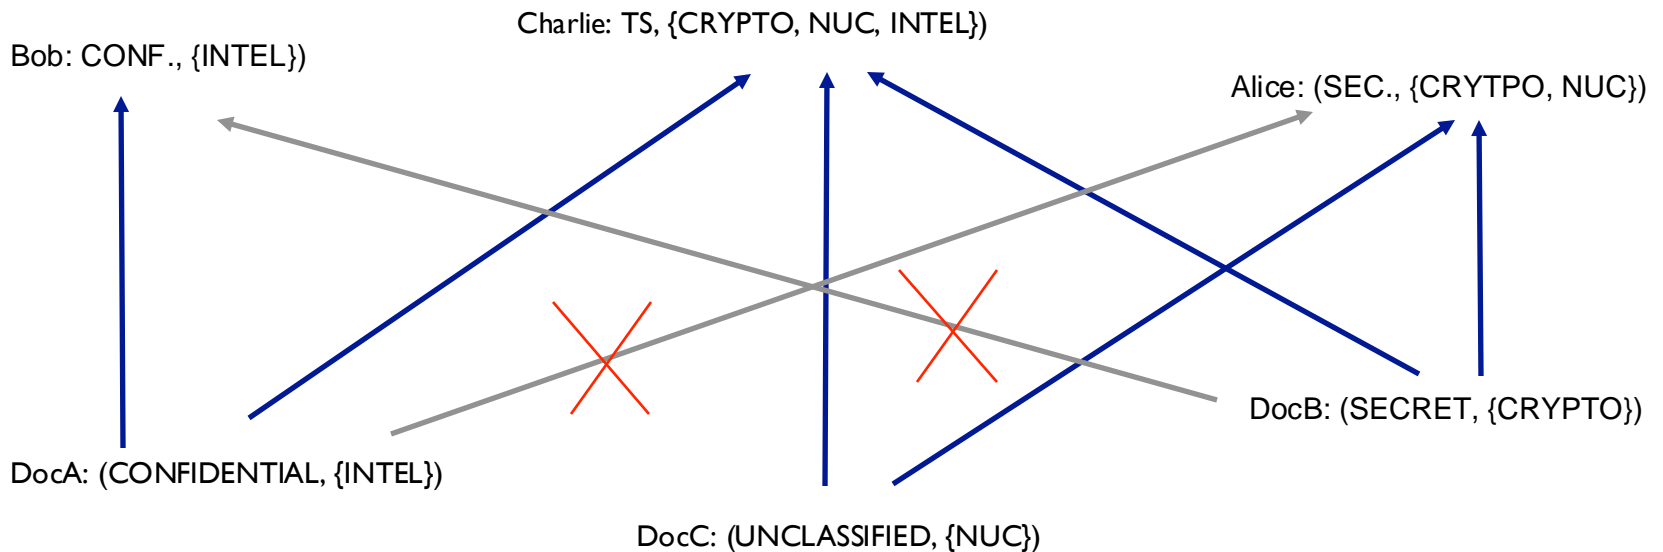 Charlie: TS, {CRYPTO, NUC, INTEL})
Bob: CONF., {INTEL})
Alice: (SEC., {CRYTPO, NUC})
DocB: (SECRET, {CRYPTO})
DocA: (CONFIDENTIAL, {INTEL})
DocC: (UNCLASSIFIED, {NUC})